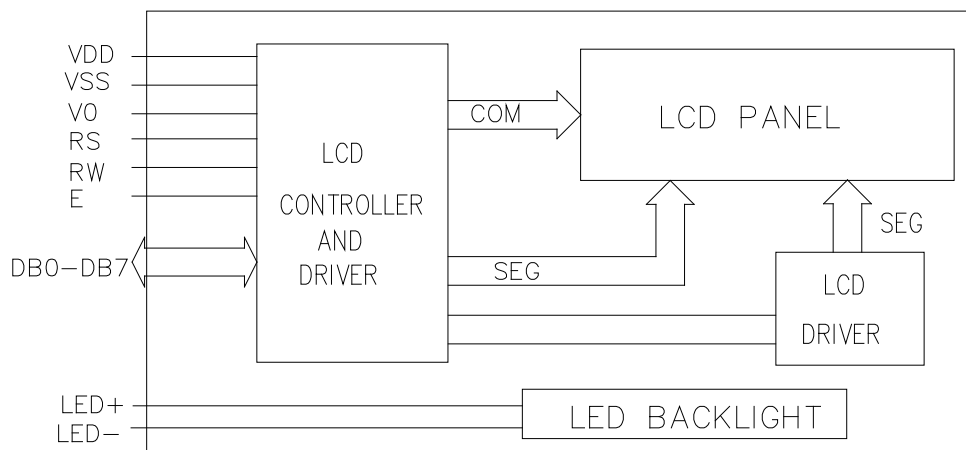 VDD
VSS
V0
RS
RW
E
DB0-DB7
LED+
LED-
LCD
CONTROLLER
AND
DRIVER
COM
SEG
LCD PANEL
SEG
LCD
DRIVER
LED BACKLIGHT